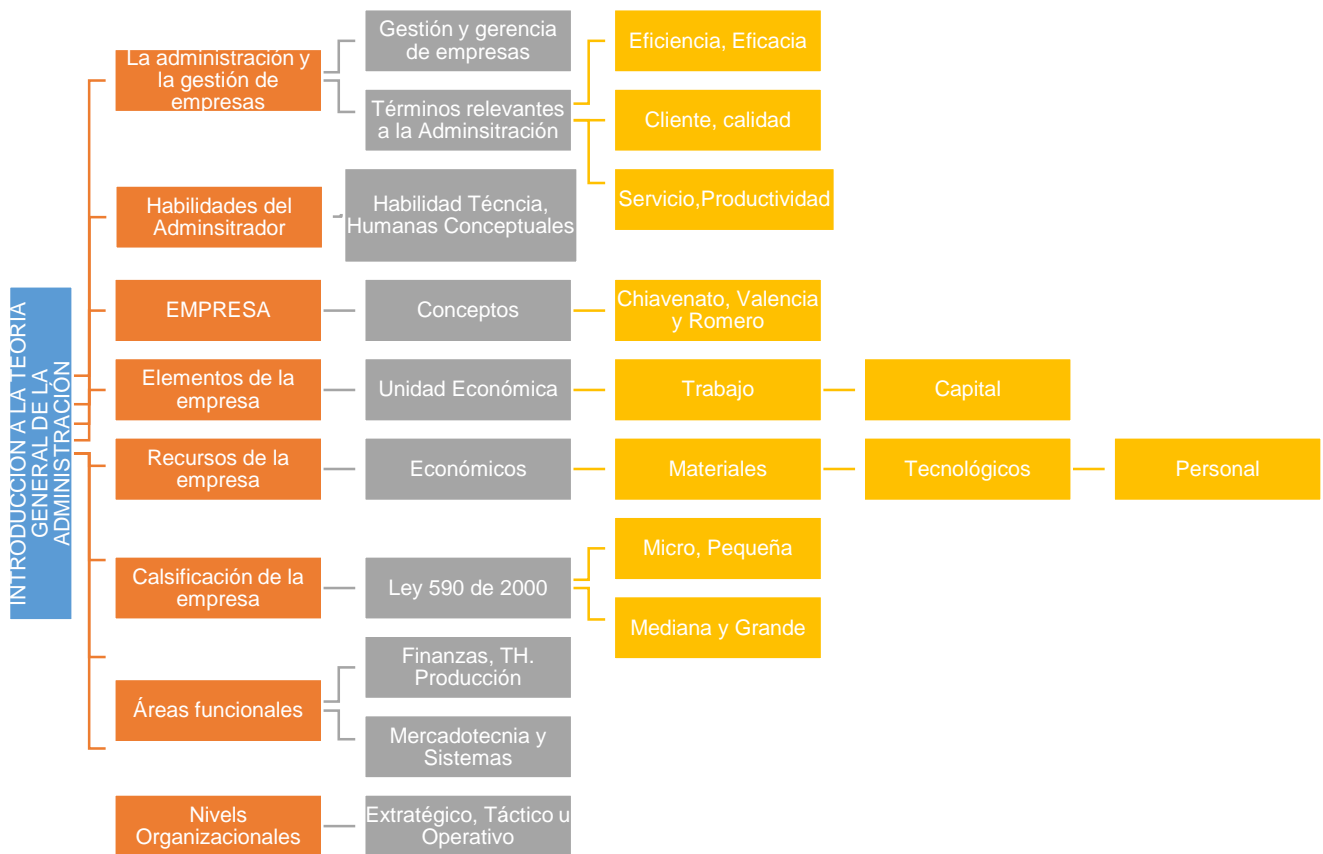 INTRODUCCION A LA TEORIA
GENERAL DE LA
ADMINISTRACIÓN
La administración y
la gestión de
empresas
Gestión y gerencia
de empresas
Términos relevantes
a la Adminsitración
Eficiencia, Eficacia
Cliente, calidad
Servicio,Productividad
Habilidades del
Adminsitrador
Habilidad Técncia,
Humanas Conceptuales
EMPRESA
Conceptos
Chiavenato, Valencia
y Romero
Elementos de la
empresa
Unidad Económica
Trabajo
Capital
Recursos de la
empresa
Económicos
Materiales
Tecnológicos
Personal
Calsificación de la
empresa
Ley 590 de 2000
Micro, Pequeña
Mediana y Grande
Áreas funcionales
Finanzas, TH.
Producción
Mercadotecnia y
Sistemas
Nivels
Organizacionales
Extratégico, Táctico u
Operativo